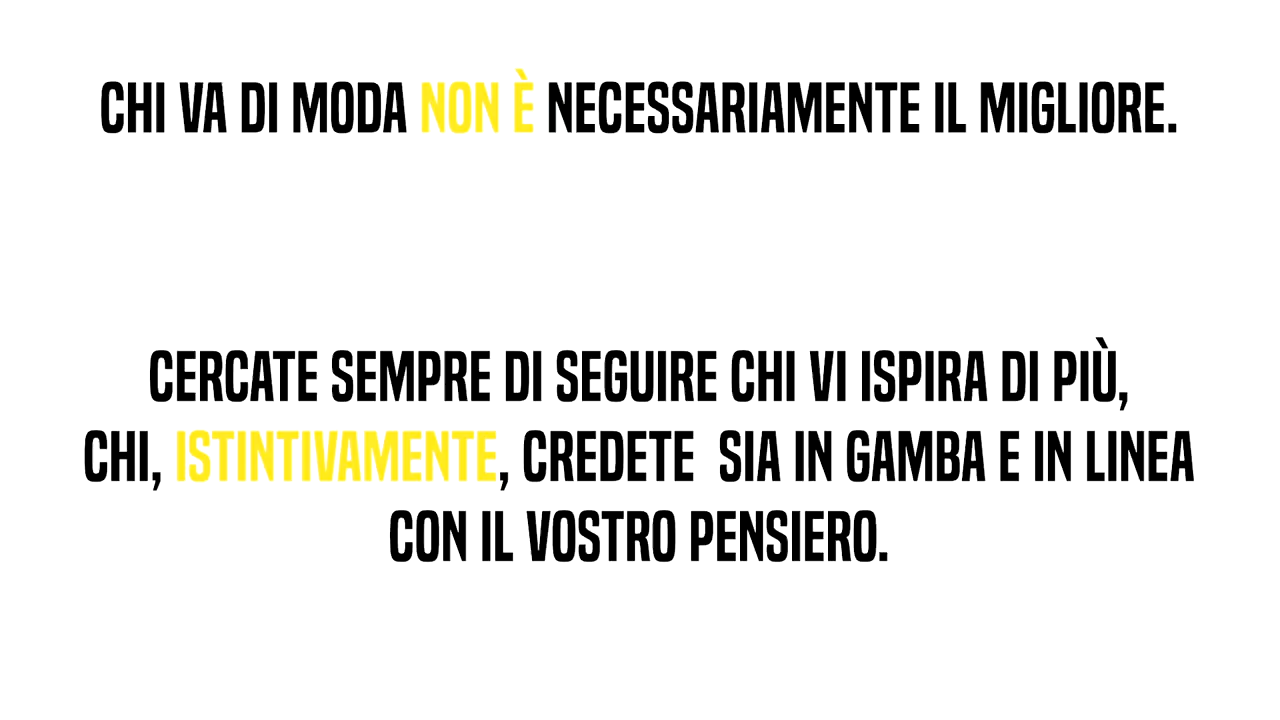 CHI VA DI MODA NON È NECESSARIAMENTE IL MIGLIORE.
CERCATE SEMPRE DI SEGUIRE CHI VI ISPIRA DI PIÙ,
CHI, ISTINTIVAMENTE, CREDETE  SIA IN GAMBA E IN LINEA
CON IL VOSTRO PENSIERO.